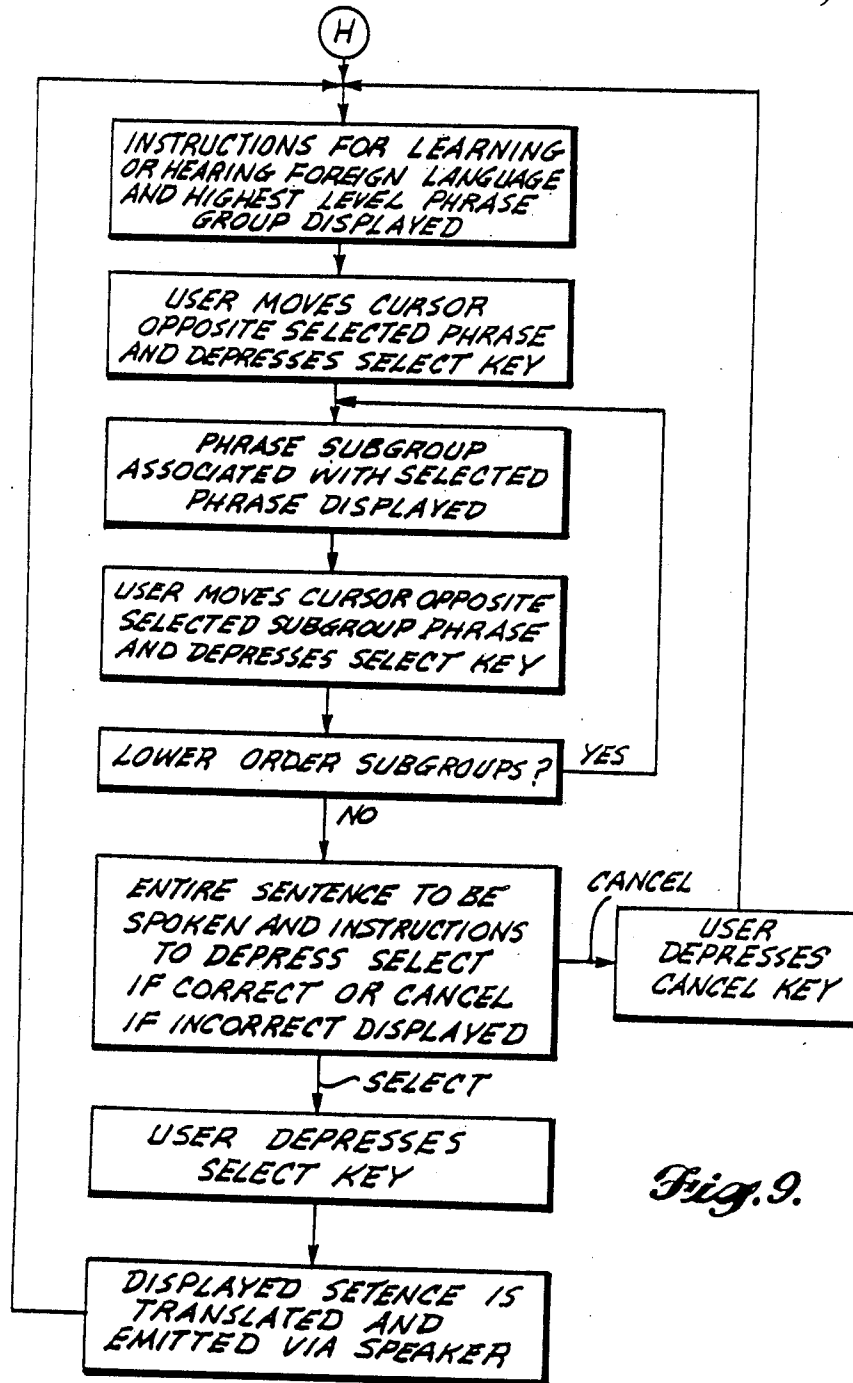 H
INSTRUCTIONS FOR LEARNING
OR HEARING FOREIGN LANGUAGE
AND HIGHEST LEVEL PHRASE
GROUP DISPLAYED
USER MOVES CURSOR
OPPOSITE SELECTED PHRASE
AND DEPRESSES SELECT KEY
PHRASE SUBGROUP
ASSOCIATED WITH SELECTED
PHRASE DISPLAYED
USER MOVES CURSOR OPPOSITE
SELECTED SUBGROUP PHRASE
AND DEPRESSES SELECT KEY
LOWER ORDER SUBGROUPS?
YES
NO
ENTIRE SENTENCE TO BE
SPOKEN AND INSTRUCTIONS
TO DEPRESS SELECT
IF CORRECT OR CANCEL
IF INCORRECT DISPLAYED
CANCEL
USER
DEPRESSES
CANCEL KEY
SELECT
USER DEPRESSES
SELECT KEY
DISPLAYED SETENCE IS
TRANSLATED AND
EMITTED VIA SPEAKER
Fig. 9.